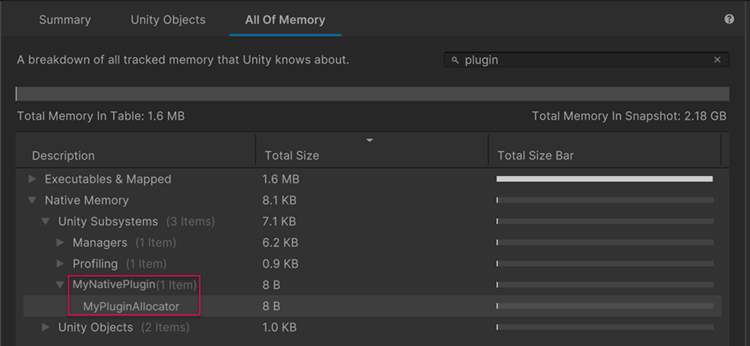 Summary Unity Objects All Of Memory ?
A breakdown of all tracked memory that Unity knows about. plugin ×
Total Memory In Table: 1.6 MB Total Memory In Snapshot: 2.18 GB
Description Total Size Total Size Bar
Executables & Mapped 1.6 MB
Native Memory 8.1 KB
Unity Subsystems (3 Items) 7.1 KB
Managers (1 Item) 6.2 KB
Profiling (1 Item) 0.9 KB
MyNativePlugin(1 Item) 8 B
MyPluginAllocator 8 B
Unity Objects (2 Items) 1.0 KB